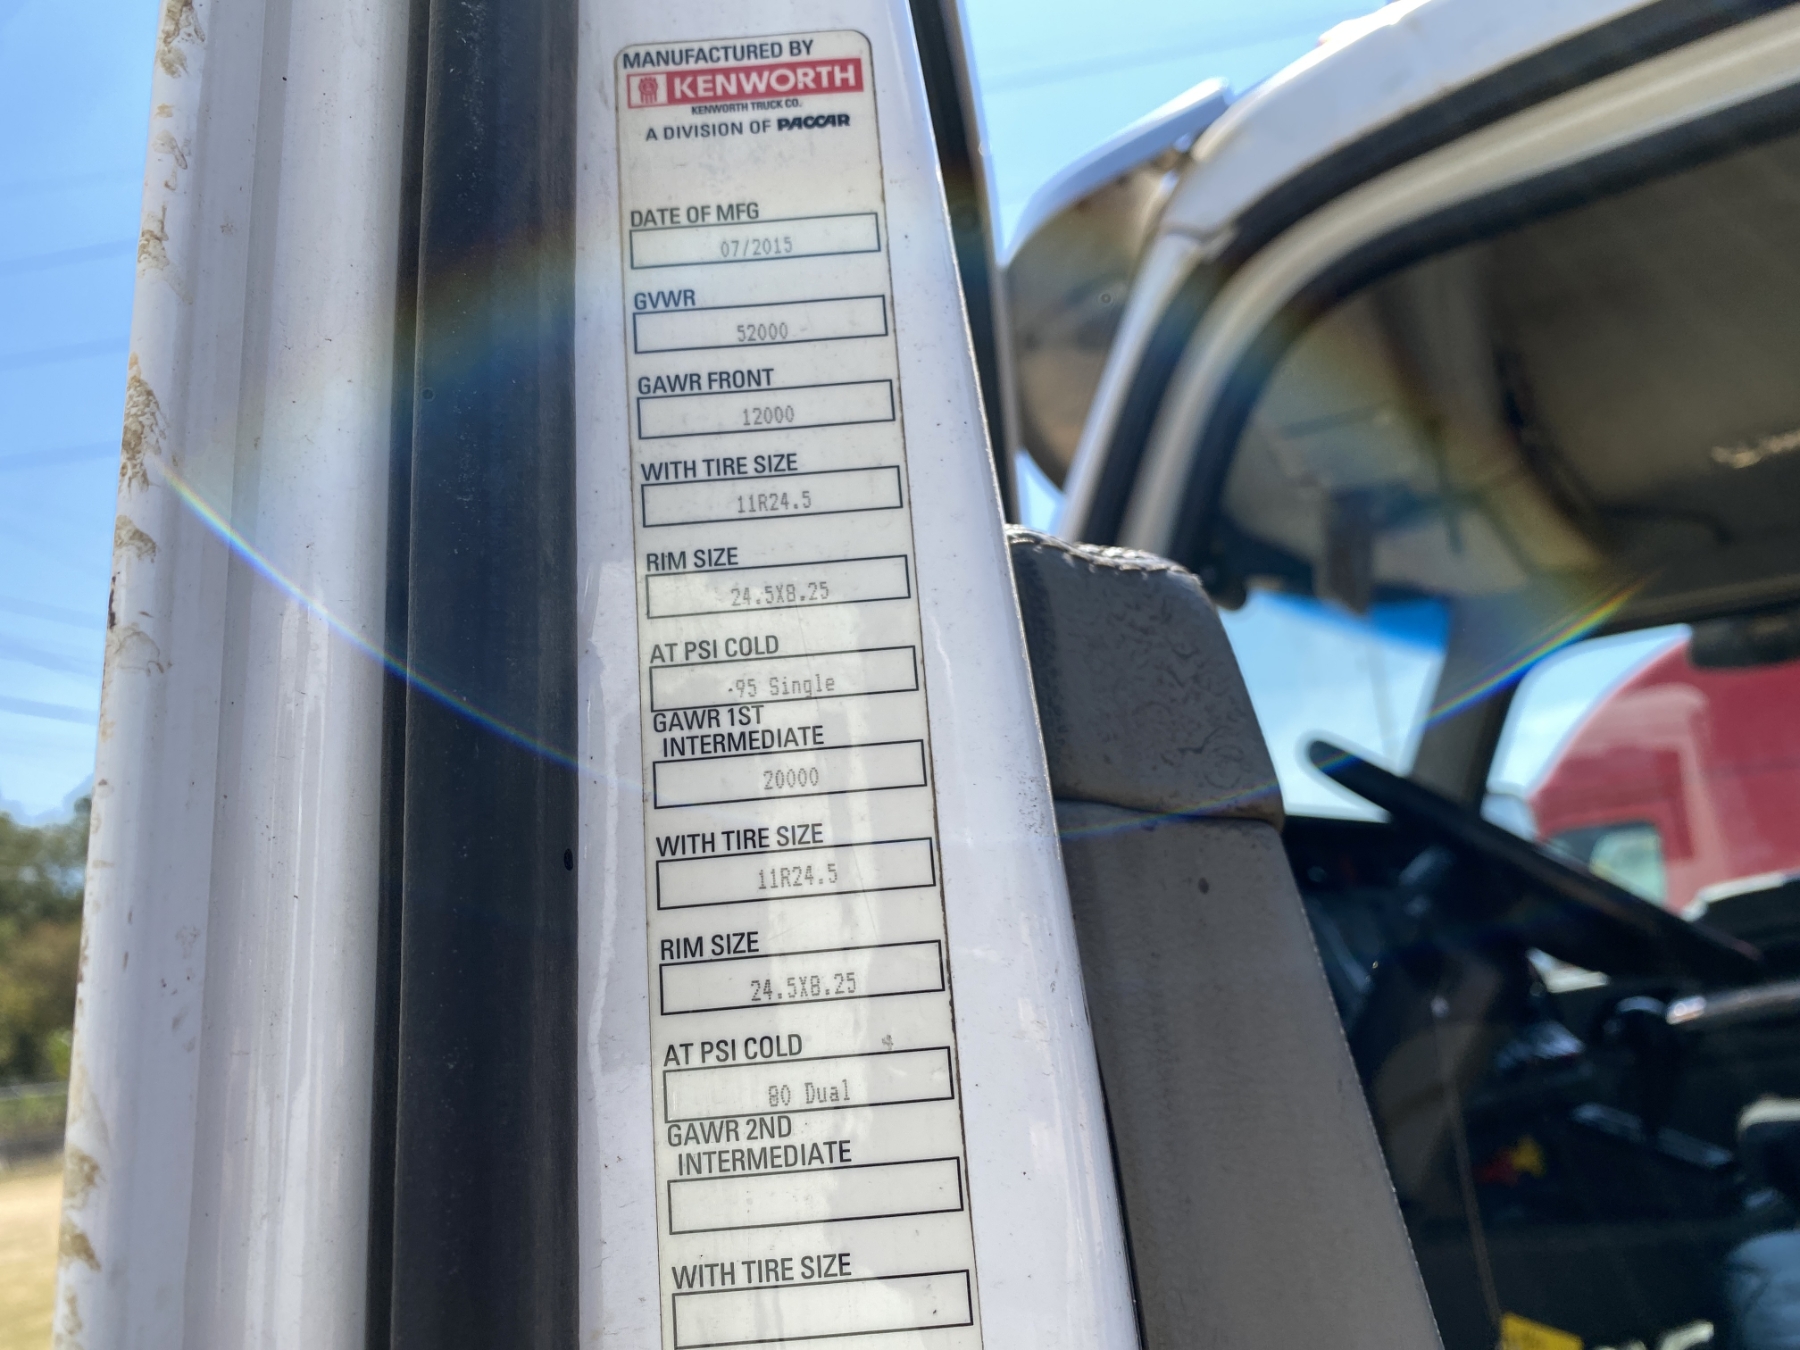 MANUFACTURED BY
KENWORTH
KENWORTH TRUCK CO.
A DIVISION OF PACCAR
DATE OF MFG
07/2015
GVWR
52000
GAWR FRONT
12000
WITH TIRE SIZE
11R24.5
RIM SIZE
24.5X8.25
AT PSI COLD
95 Single
GAWR 1ST
INTERMEDIATE
20000
WITH TIRE SIZE
11R24.5
RIM SIZE
24.5X8.25
AT PSI COLD
80 Dual
GAWR 2ND
INTERMEDIATE
WITH TIRE SIZE